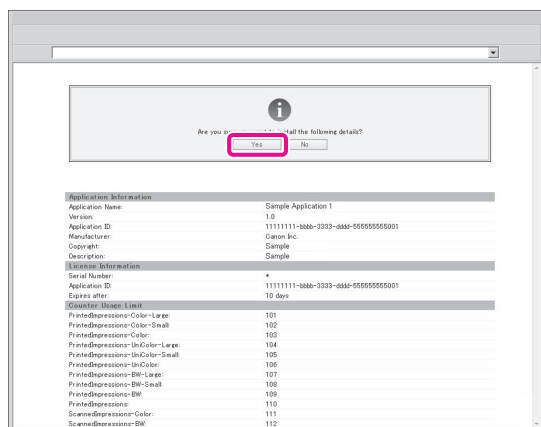 Are you sure you want to install the following details?
Yes No
Application Information
Application Name: Sample Application 1
Version: 1.0
Application ID: 11111111-bbbb-3333-dddd-555555555001
Manufacturer: Canon Inc.
Copyright: Sample
Description: Sample
License Information
Serial Number: *
Application ID: 11111111-bbbb-3333-dddd-555555555001
Expires after: 10 days
Counter Usage Limit
PrintedImpressions-Color-Large: 101
PrintedImpressions-Color-Small: 102
PrintedImpressions-Color: 103
PrintedImpressions-UniColor-Large: 104
PrintedImpressions-UniColor-Small: 105
PrintedImpressions-UniColor: 106
PrintedImpressions-BW-Large: 107
PrintedImpressions-BW-Small: 108
PrintedImpressions-BW: 109
PrintedImpressions: 110
ScannedImpressions-Color: 111
ScannedImpressions-BW: 112